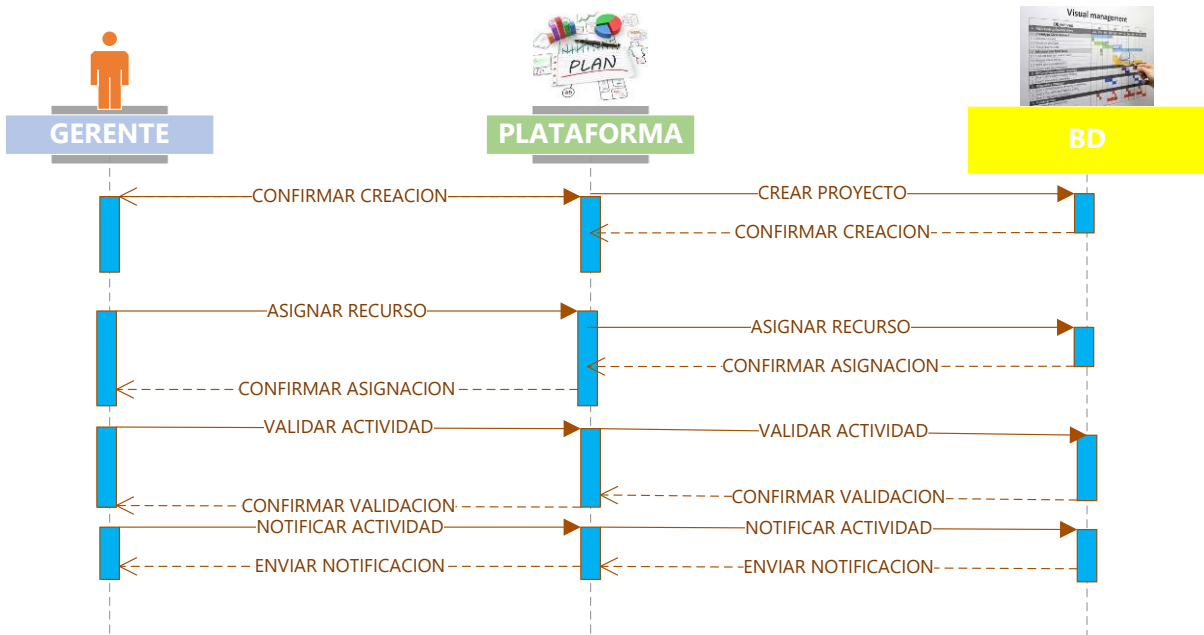 Visual management
PLAN
GERENTE
PLATAFORMA
BD
CONFIRMAR CREACION
CREAR PROYECTO
CONFIRMAR CREACION
ASIGNAR RECURSO
ASIGNAR RECURSO
CONFIRMAR ASIGNACION
CONFIRMAR ASIGNACION
VALIDAR ACTIVIDAD
VALIDAR ACTIVIDAD
CONFIRMAR VALIDACION
CONFIRMAR VALIDACION
NOTIFICAR ACTIVIDAD
NOTIFICAR ACTIVIDAD
ENVIAR NOTIFICACION
ENVIAR NOTIFICACION